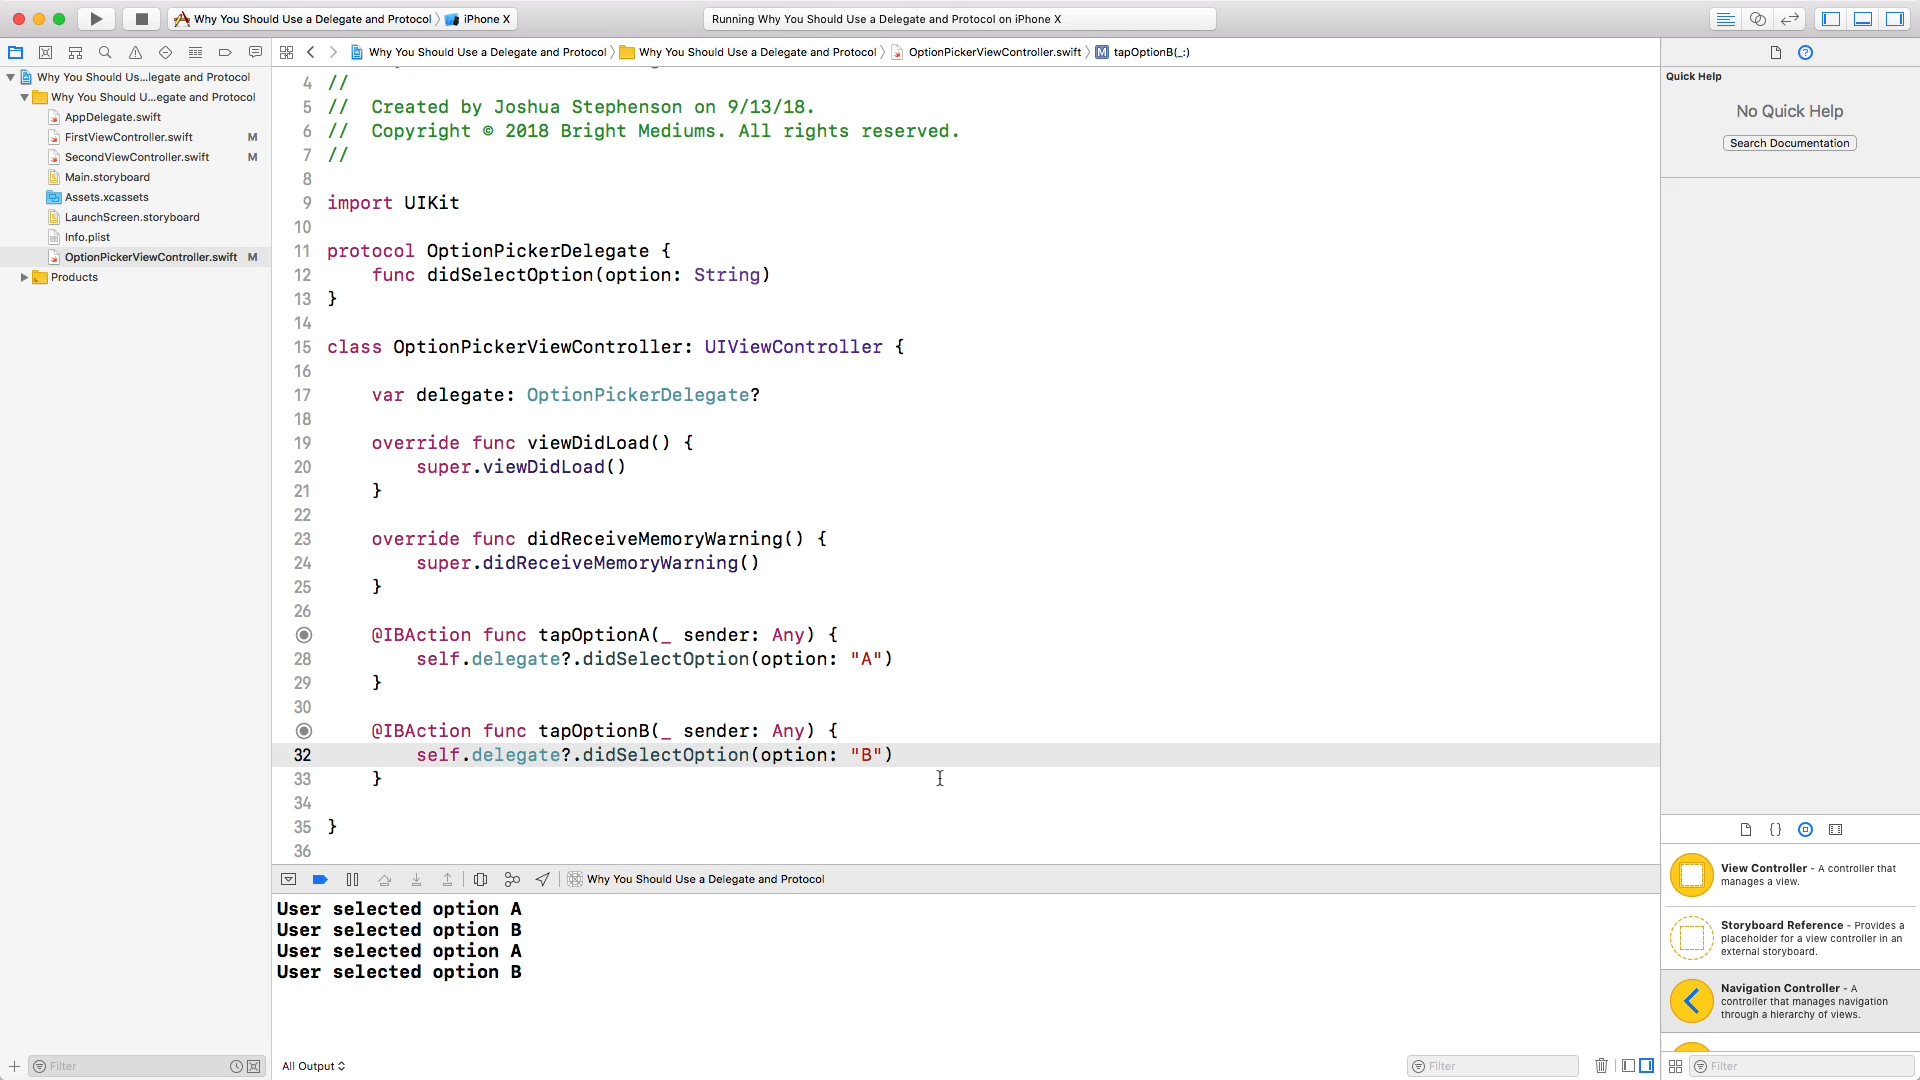 Why You Should Use a Delegate and Protocol
iPhone X
Running Why You Should Use a Delegate and Protocol on iPhone X
Why You Should Use a Delegate and Protocol
Why You Should Use a Delegate and Protocol
OptionPickerViewController.swift
M
tapOptionB(_:)
Why You Should Us...legate and Protocol
Why You Should U...egate and Protocol
AppDelegate.swift
FirstViewController.swift M
SecondViewController.swift M
Main.storyboard
Assets.xcassets
LaunchScreen.storyboard
Info.plist
OptionPickerViewController.swift M
Products
4 //
5 // Created by Joshua Stephenson on 9/13/18.
6 // Copyright © 2018 Bright Mediums. All rights reserved.
7 //
8
9 import UIKit
10
11 protocol OptionPickerDelegate {
12 func didSelectOption(option: String)
13 }
14
15 class OptionPickerViewController: UIViewController {
16
17 var delegate: OptionPickerDelegate?
18
19 override func viewDidLoad() {
20 super.viewDidLoad()
21 }
22
23 override func didReceiveMemoryWarning() {
24 super.didReceiveMemoryWarning()
25 }
26
@IBAction func tapOptionA(_ sender: Any) {
28 self.delegate?.didSelectOption(option: "A")
29 }
30
@IBAction func tapOptionB(_ sender: Any) {
32 self.delegate?.didSelectOption(option: "B")
33 }
34
35 }
36
Why You Should Use a Delegate and Protocol
User selected option A
User selected option B
User selected option A
User selected option B
Filter
All Output
Filter
Quick Help
No Quick Help
Search Documentation
{}
View Controller - A controller that
manages a view.
Storyboard Reference - Provides a
placeholder for a view controller in an
external storyboard.
Navigation Controller - A
controller that manages navigation
through a hierarchy of views.
Filter